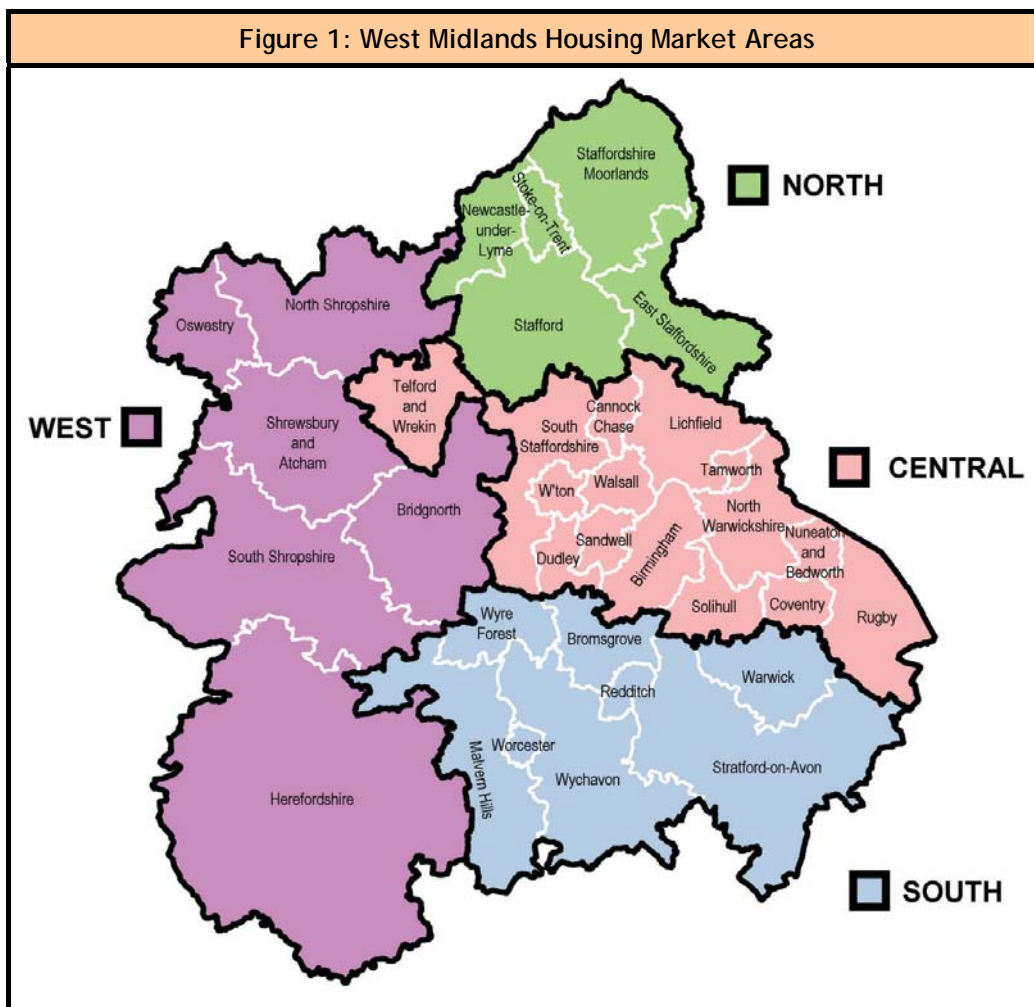 Figure 1: West Midlands Housing Market Areas
Staffordshire
Moorlands
NORTH
Stoke-on-Trent
Newcastle-
under-
Lyme
North Shropshire
Oswestry
Stafford
East Staffordshire
Telford
and
Wrekin
WEST
Shrewsbury
and
Atcham
Cannock
Chase
South
Staffordshire
Lichfield
CENTRAL
Tamworth
W'ton
Walsall
Bridgnorth
North
Warwickshire
Nuneaton
and
Bedworth
Sandwell
Dudley
Birmingham
South Shropshire
Solihull
Coventry
Rugby
Wyre
Forest
Bromsgrove
Warwick
Redditch
Worcester
Malvern Hills
Wychavon
Stratford-on-Avon
Herefordshire
SOUTH